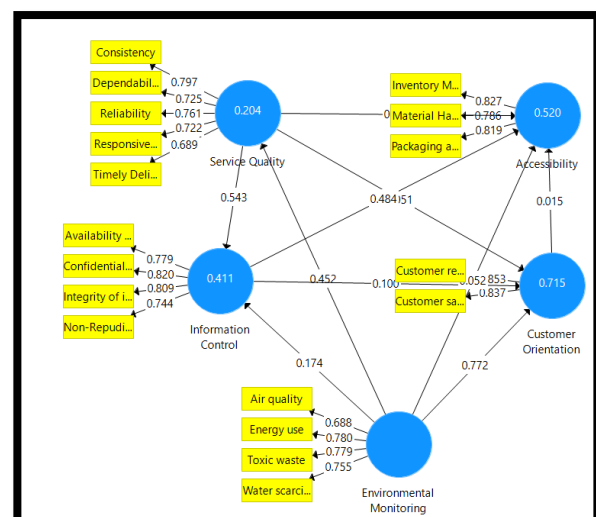 Consistency
Dependabil...
Reliability
Responsive...
Timely Deli...
0.797
0.725
0.761
0.722
0.689
0.204
Service Quality
Inventory M...
Material Ha...
Packaging a...
0.827
0.786
0.819
0.520
Accessibility
0.543
0.484
0.015
Availability ...
Confidential...
Integrity of i...
Non-Repudi...
0.779
0.820
0.809
0.744
0.411
Information
Control
0.452
0.100
0.052
Customer re...
Customer sa...
0.853
0.837
0.715
Customer
Orientation
0.174
0.772
Air quality
Energy use
Toxic waste
Water scarci...
0.688
0.780
0.779
0.755
Environmental
Monitoring